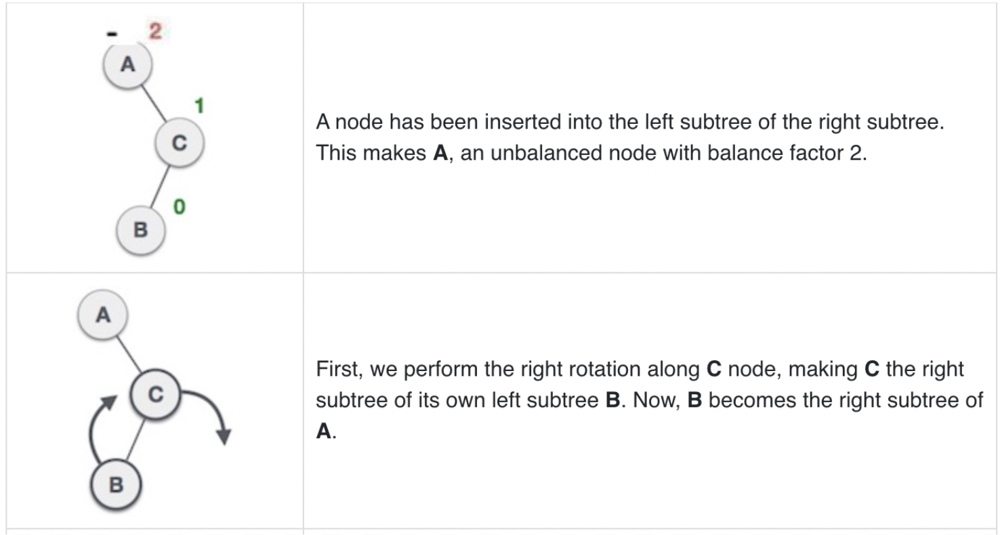 - 2
A
1
C
0
B
A node has been inserted into the left subtree of the right subtree.
This makes A, an unbalanced node with balance factor 2.
A
C
B
First, we perform the right rotation along C node, making C the right
subtree of its own left subtree B. Now, B becomes the right subtree of
A.